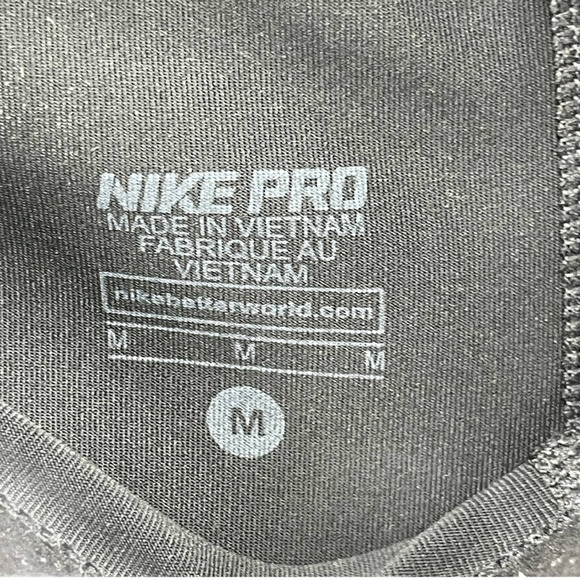 NIKE PRO
MADE IN VIETNAM
FABRIQUE AU
VIETNAM
nikebetterworld.com
M M M
M